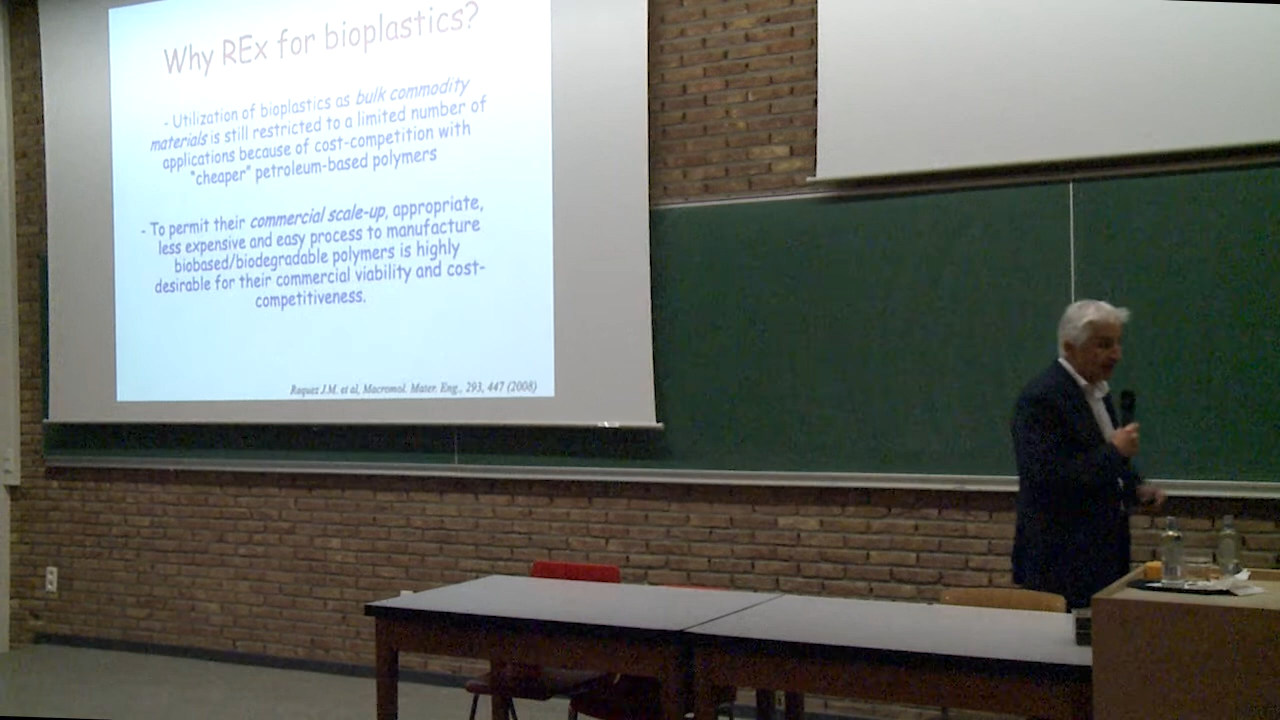 Why REx for bioplastics?
- Utilization of bioplastics as bulk commodity
materials is still restricted to a limited number of
applications because of cost-competition with
"cheaper" petroleum-based polymers
- To permit their commercial scale-up, appropriate,
less expensive and easy process to manufacture
biobased/biodegradable polymers is highly
desirable for their commercial viability and cost-
competitiveness.
Raquez J.M. et al, Macromol. Mater. Eng., 293, 447 (2008)